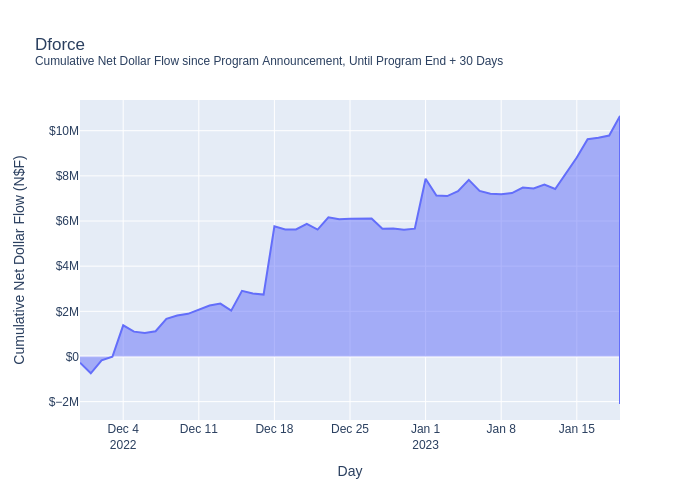 Dforce
Cumulative Net Dollar Flow since Program Announcement, Until Program End + 30 Days
Cumulative Net Dollar Flow (N$F)
$10M
$8M
$6M
$4M
$2M
$0
$−2M
Dec 4
2022
Dec 11
Dec 18
Dec 25
Jan 1
2023
Jan 8
Jan 15
Day